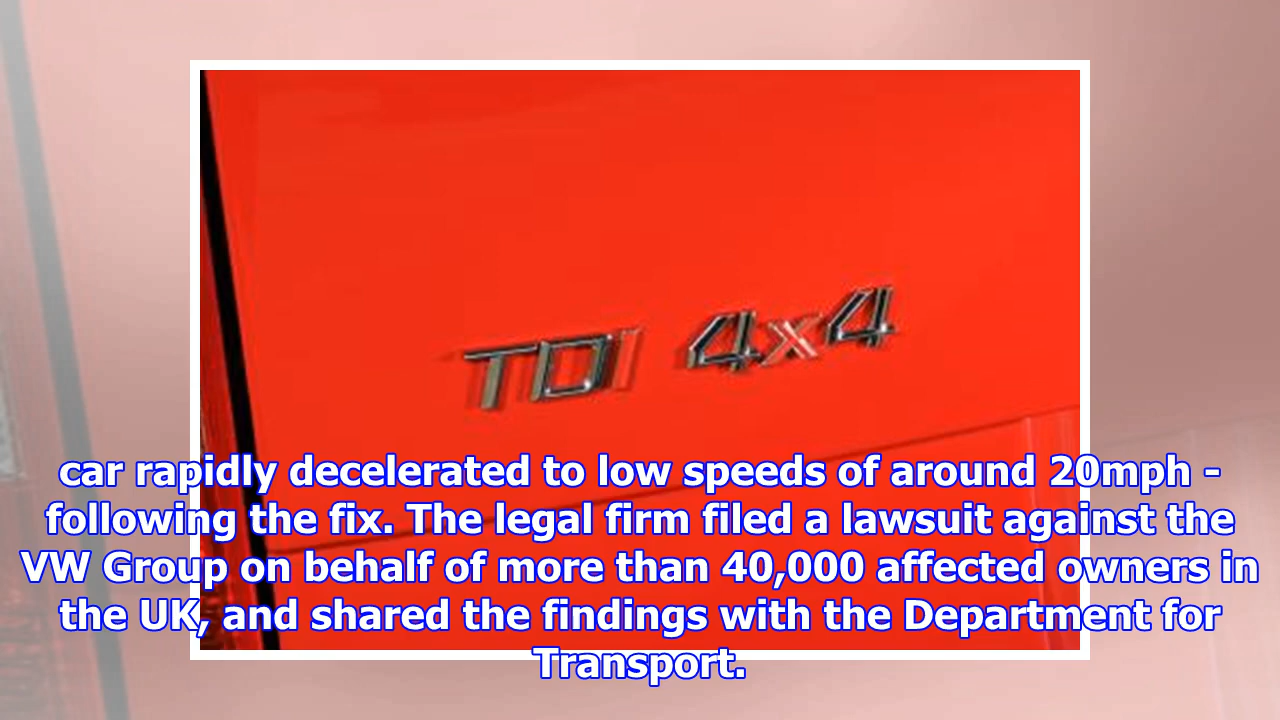 TDI 4x4
car rapidly decelerated to low speeds of around 20mph -
following the fix. The legal firm filed a lawsuit against the
VW Group on behalf of more than 40,000 affected owners in
the UK, and shared the findings with the Department for
Transport.